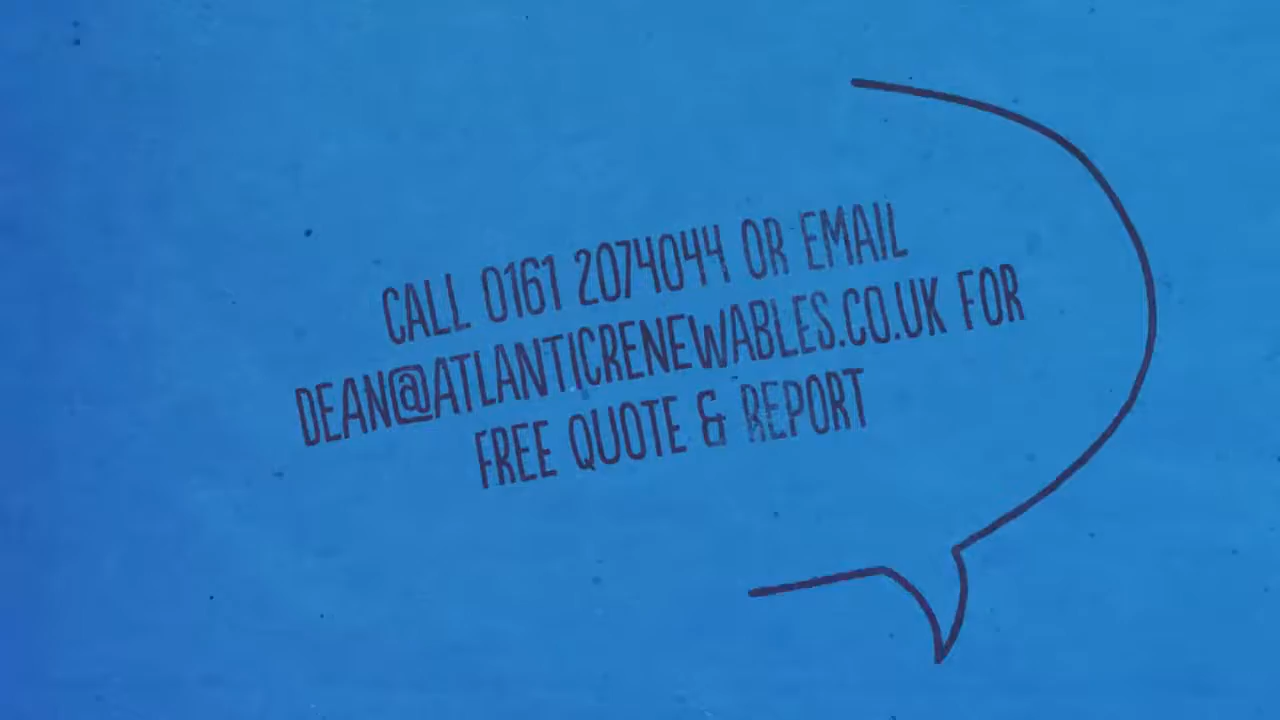 CALL 0161 2074044 OR EMAIL
DEAN@ATLANTICRENEWABLES.CO.UK FOR
FREE QUOTE & REPORT